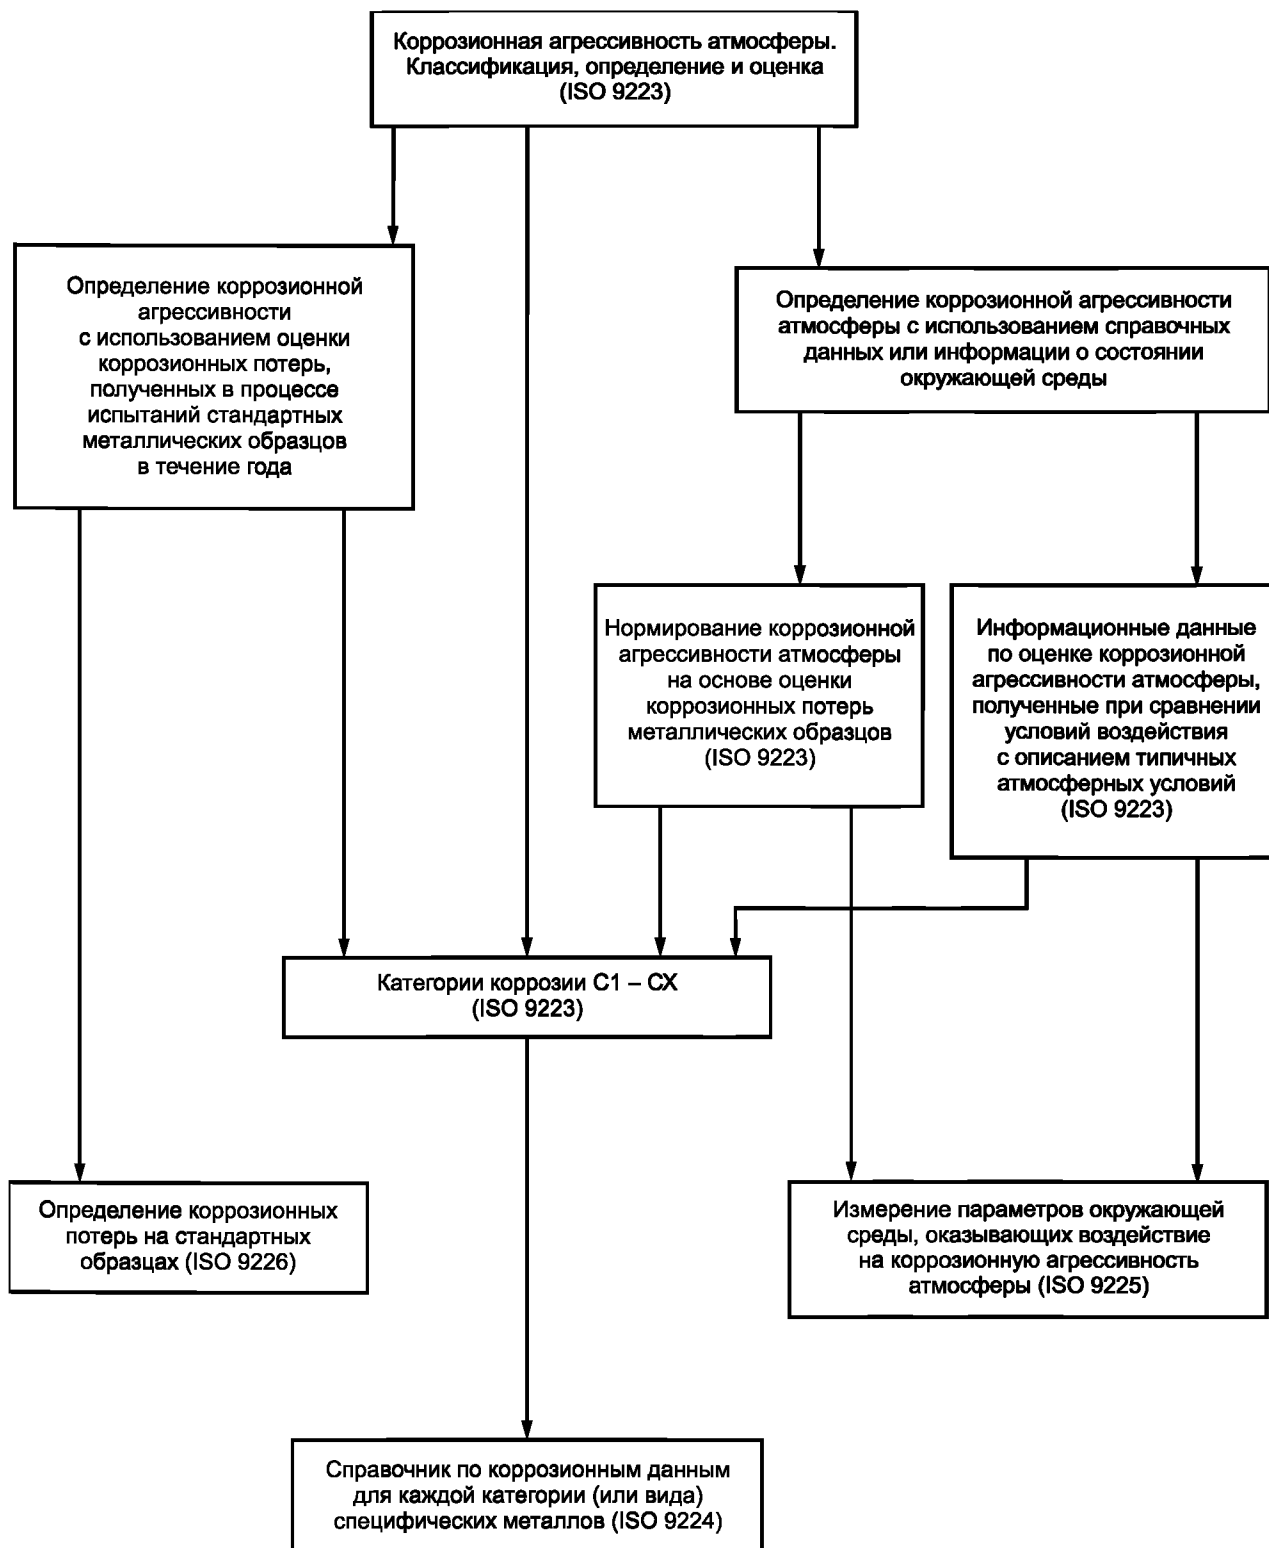 Коррозионная агрессивность атмосферы.
Классификация, определение и оценка
(ISO 9223)
Определение коррозионной
агрессивности
с использованием оценки
коррозионных потерь,
полученных в процессе
испытаний стандартных
металлических образцов
в течение года
Определение коррозионной агрессивности
атмосферы с использованием справочных
данных или информации о состоянии
окружающей среды
Нормирование коррозионной
агрессивности атмосферы
на основе оценки
коррозионных потерь
металлических образцов
(ISO 9223)
Информационные данные
по оценке коррозионной
агрессивности атмосферы,
полученные при сравнении
условий воздействия
с описанием типичных
атмосферных условий
(ISO 9223)
Категории коррозии С1 – СХ
(ISO 9223)
Определение коррозионных
потерь на стандартных
образцах (ISO 9226)
Измерение параметров окружающей
среды, оказывающих воздействие
на коррозионную агрессивность
атмосферы (ISO 9225)
Справочник по коррозионным данным
для каждой категории (или вида)
специфических металлов (ISO 9224)